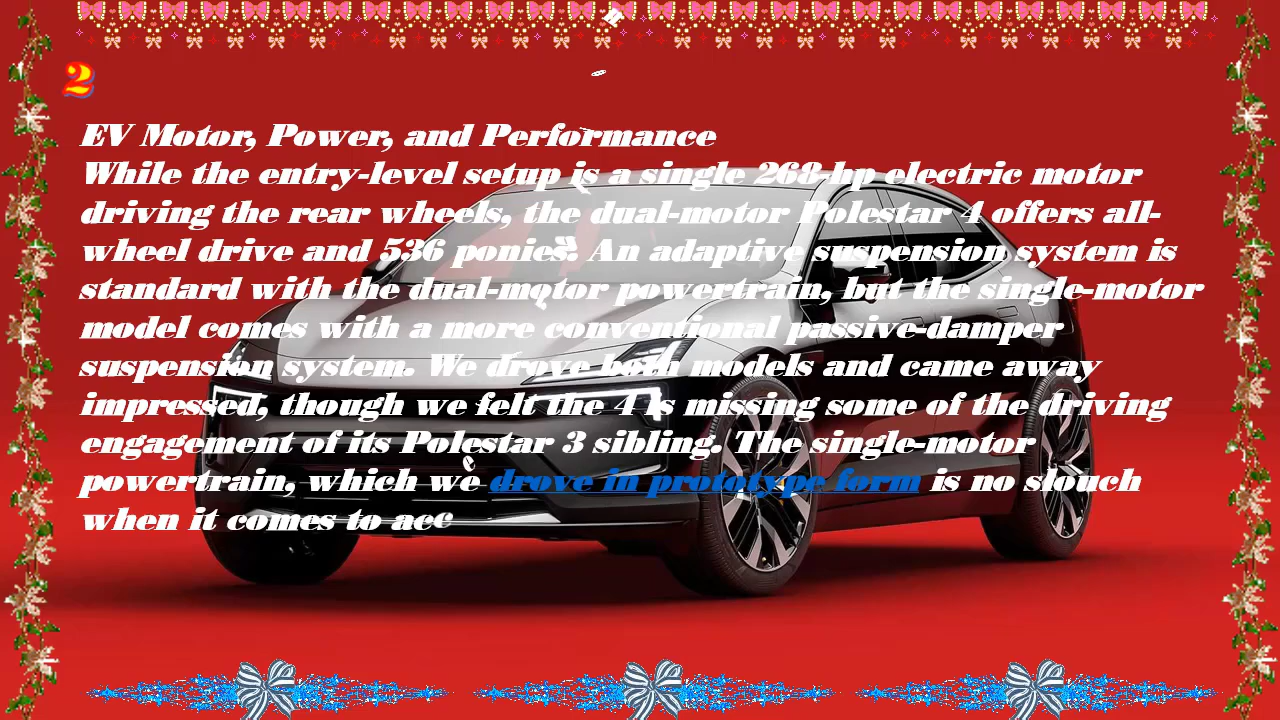 2
EV Motor, Power, and Performance
While the entry-level setup is a single 268-hp electric motor
driving the rear wheels, the dual-motor Polestar 4 offers all-
wheel drive and 536 ponies. An adaptive suspension system is
standard with the dual-motor powertrain, but the single-motor
model comes with a more conventional passive-damper
suspension system. We drove both models and came away
impressed, though we felt the 4 is missing some of the driving
engagement of its Polestar 3 sibling. The single-motor
powertrain, which we drove in prototype form is no slouch
when it comes to acc